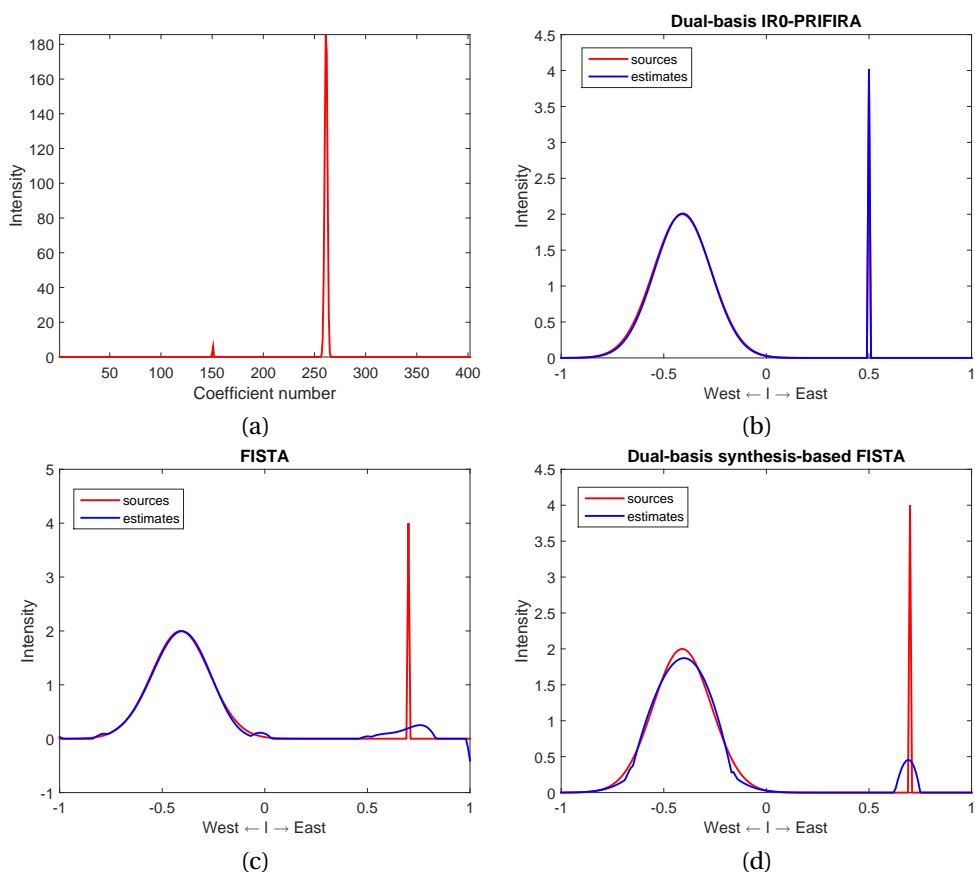 180
160
140
120
100
80
60
40
20
0
Intensity
50 100 150 200 250 300 350 400
Coefficient number
(a)
Dual-basis IR0-PRIFIRA
4.5
4
3.5
3
2.5
2
1.5
1
0.5
0
Intensity
sources
estimates
-1 -0.5 0 0.5 1
West ← l → East
(b)
FISTA
5
4
3
2
1
0
-1
Intensity
sources
estimates
-1 -0.5 0 0.5 1
West ← l → East
(c)
Dual-basis synthesis-based FISTA
4.5
4
3.5
3
2.5
2
1.5
1
0.5
0
Intensity
sources
estimates
-1 -0.5 0 0.5 1
West ← l → East
(d)